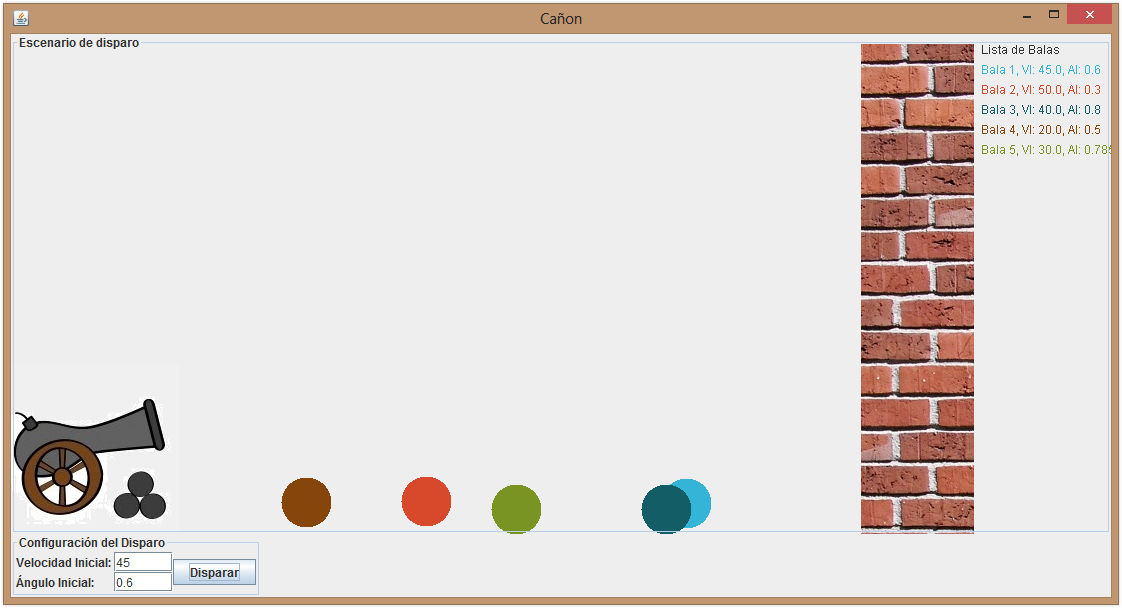 Cañon
Escenario de disparo
Lista de Balas
Bala 1, VI: 45.0, AI: 0.6
Bala 2, VI: 50.0, AI: 0.3
Bala 3, VI: 40.0, AI: 0.8
Bala 4, VI: 20.0, AI: 0.5
Bala 5, VI: 30.0, AI: 0.785
Configuración del Disparo
Velocidad Inicial: 45
Disparar
Ángulo Inicial: 0.6